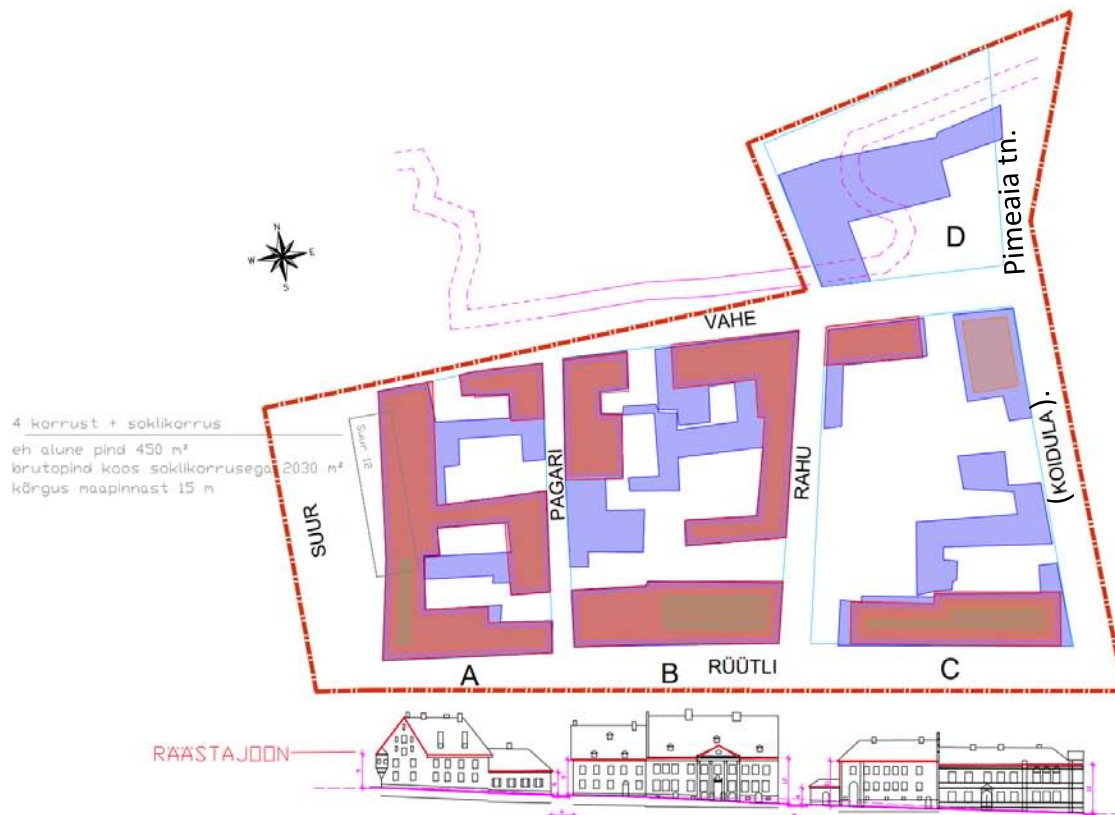 Pimeaia tn.
D
N
W E
S
VAHE
4 korrust + soklikorrus
eh alune pind 450 m²
brutopind koos soklikorrusega 2030 m²
kõrgus maapinnast 15 m
Suur 12
SUUR
PAGARI
RAHU
(KOIDULA).
A
B
RÜÜTLI
C
RÄÄSTAJOON